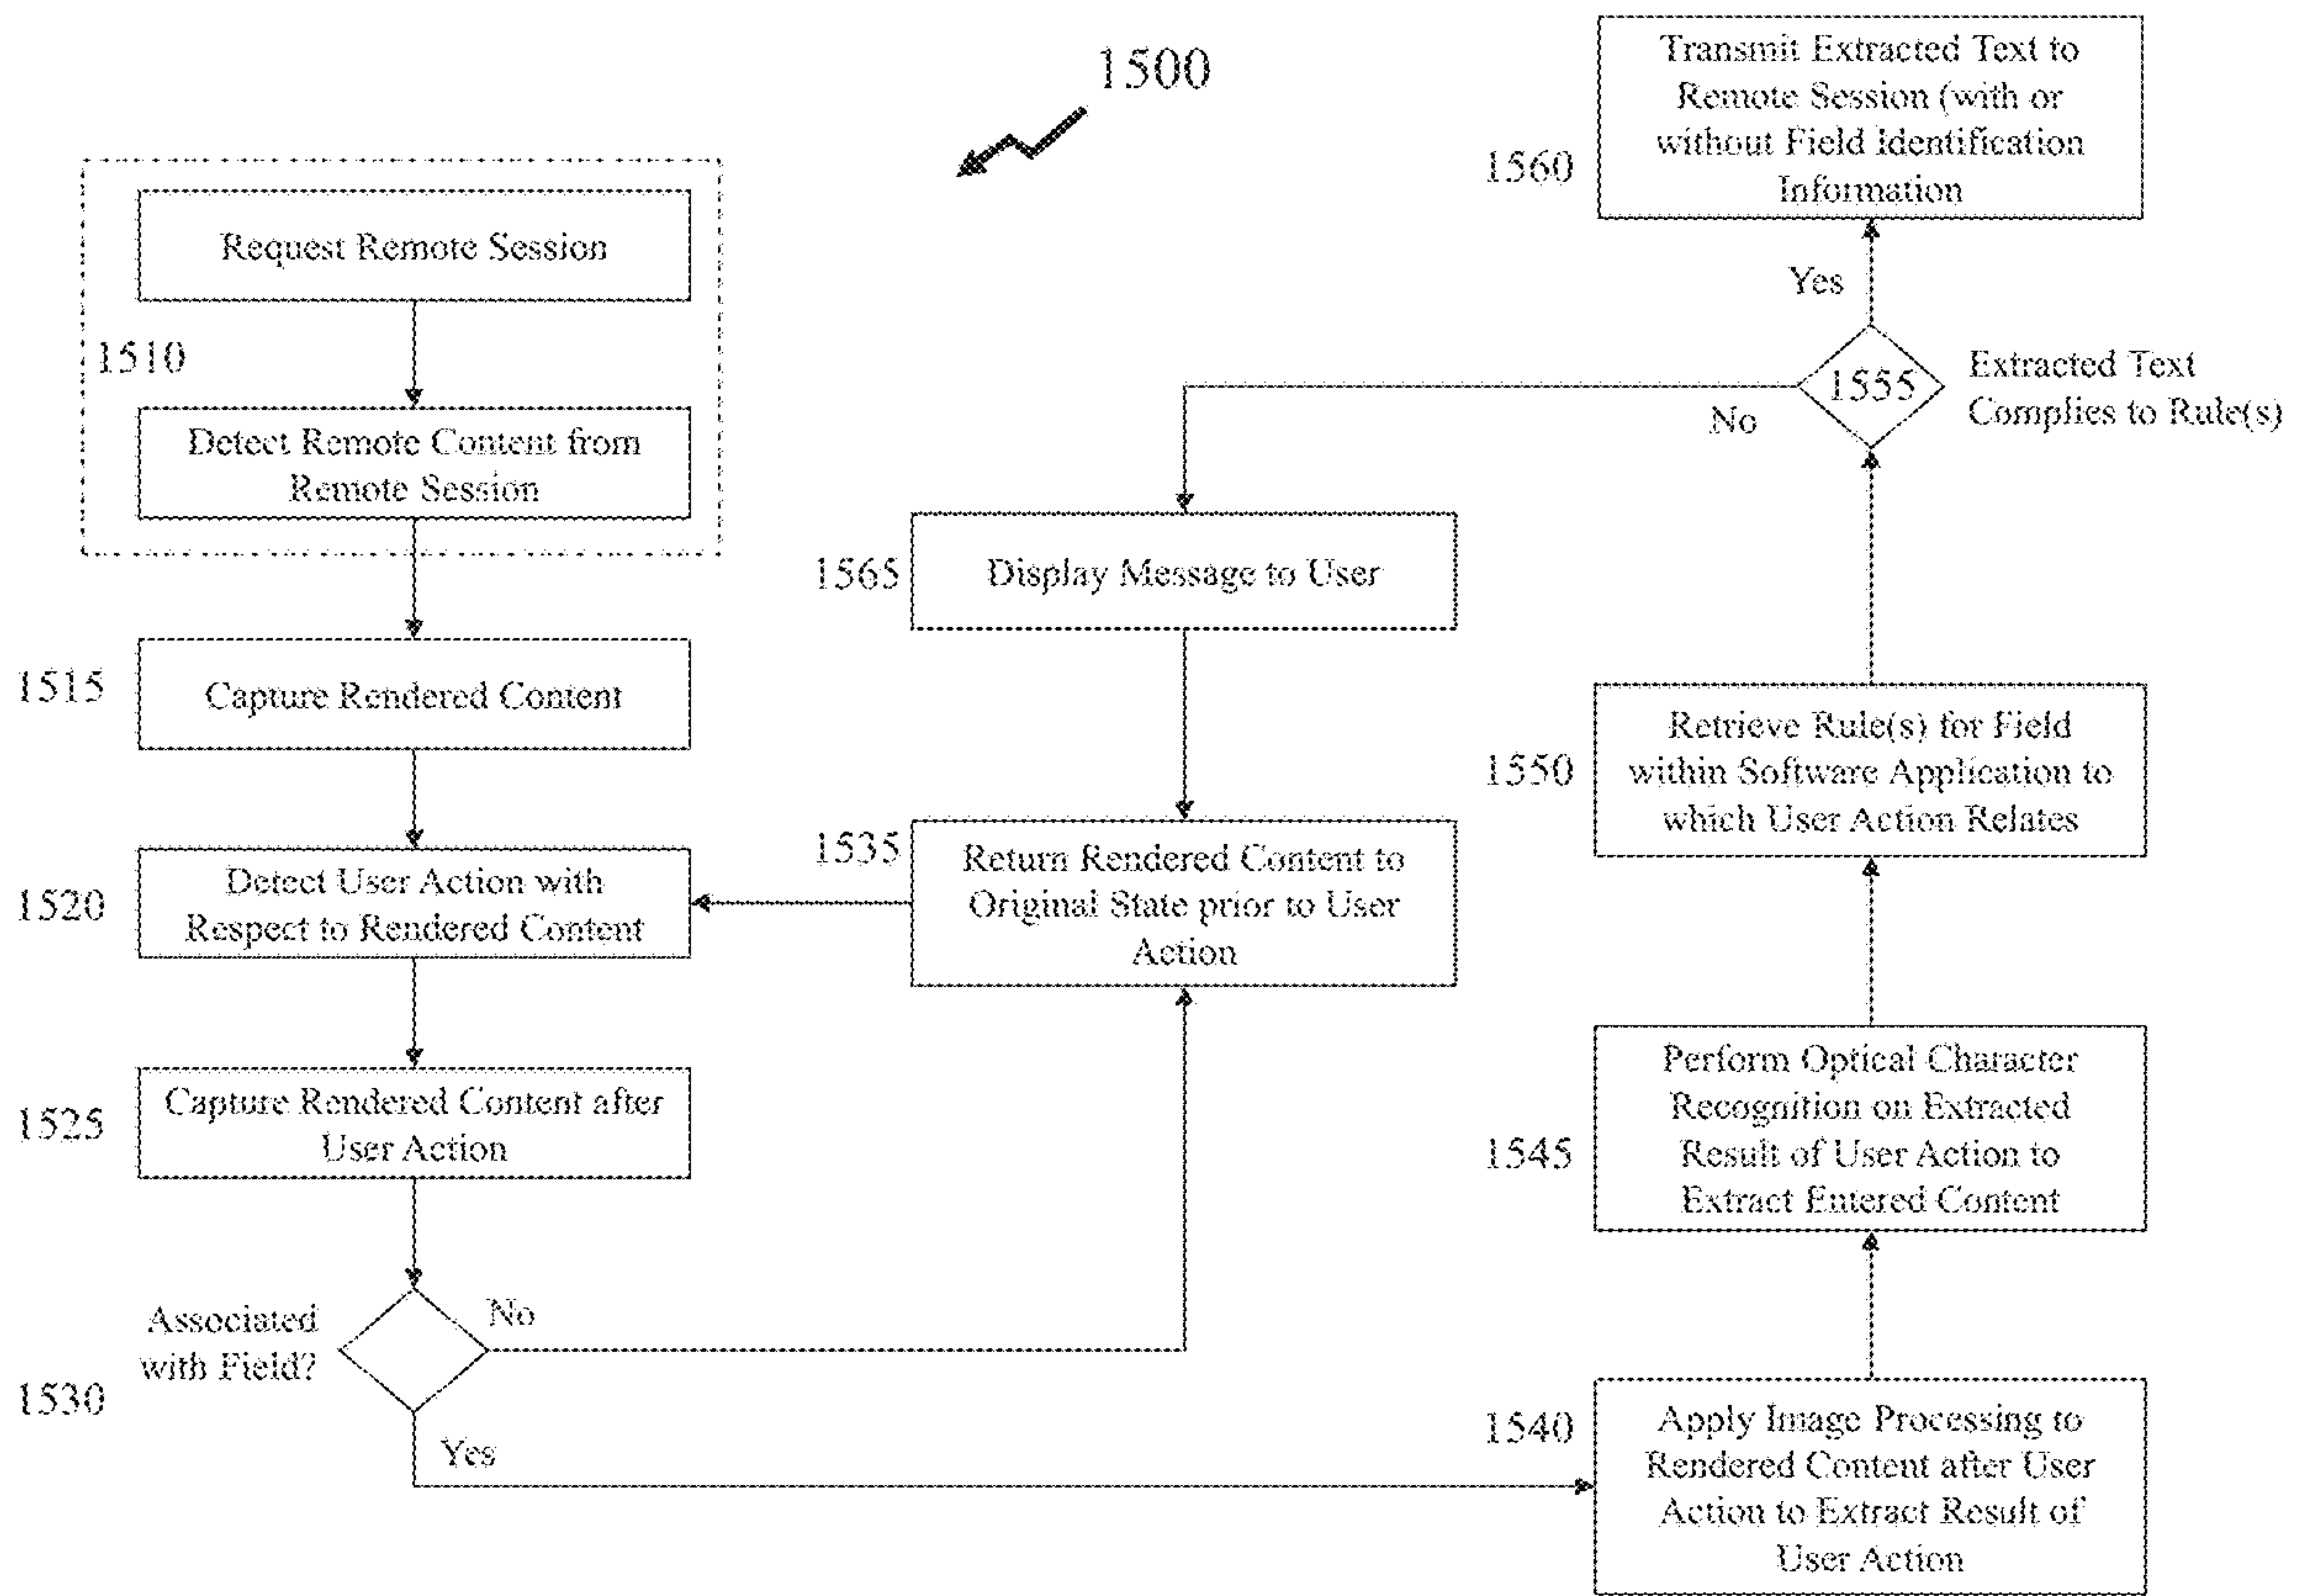 1500
Request Remote Session
1510
Detect Remote Content from
Remote Session
1515
Capture Rendered Content
1520
Detect User Action with
Respect to Rendered Content
1525
Capture Rendered Content after
User Action
Associated
with Field?
1530
No
Yes
1565
Display Message to User
1535
Return Rendered Content to
Original State prior to User
Action
1560
Transmit Extracted Text to
Remote Session (with or
without Field Identification
Information
Yes
1555
Extracted Text
Complies to Rule(s)
No
1550
Retrieve Rule(s) for Field
within Software Application to
which User Action Relates
1545
Perform Optical Character
Recognition on Extracted
Result of User Action to
Extract Entered Content
1540
Apply Image Processing to
Rendered Content after User
Action to Extract Result of
User Action